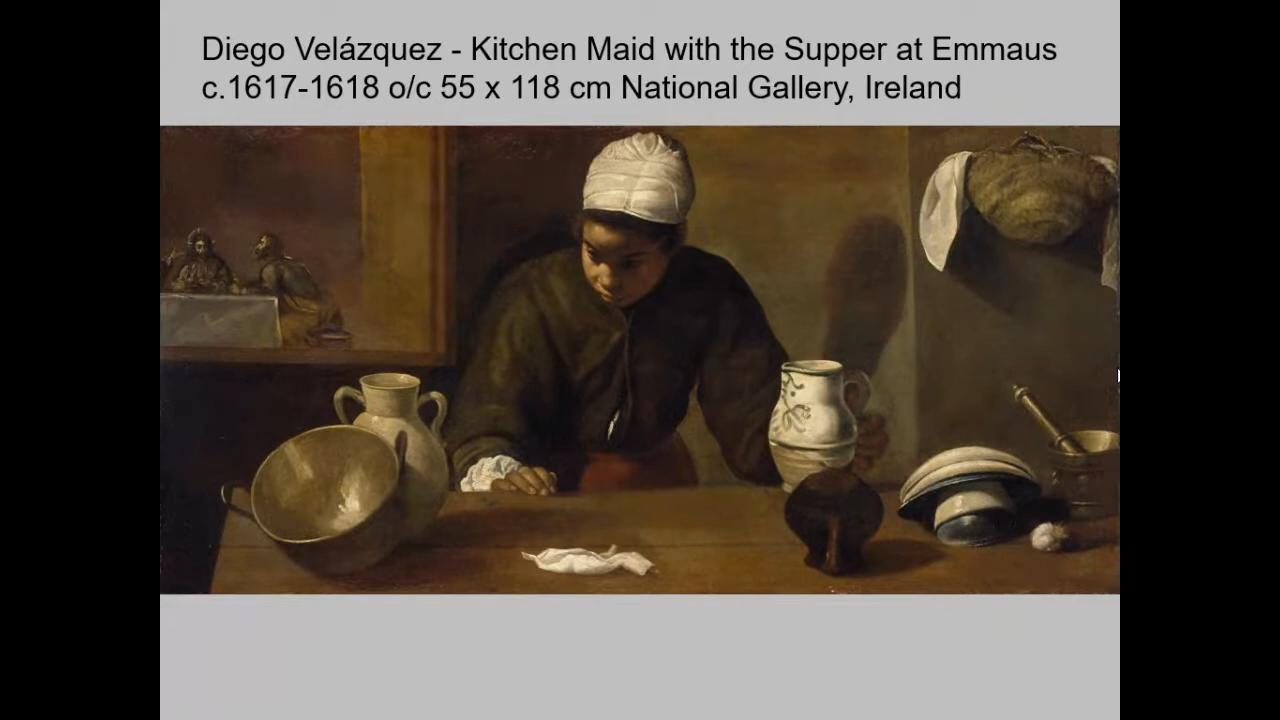 Diego Velázquez - Kitchen Maid with the Supper at Emmaus
c.1617-1618 o/c 55 x 118 cm National Gallery, Ireland